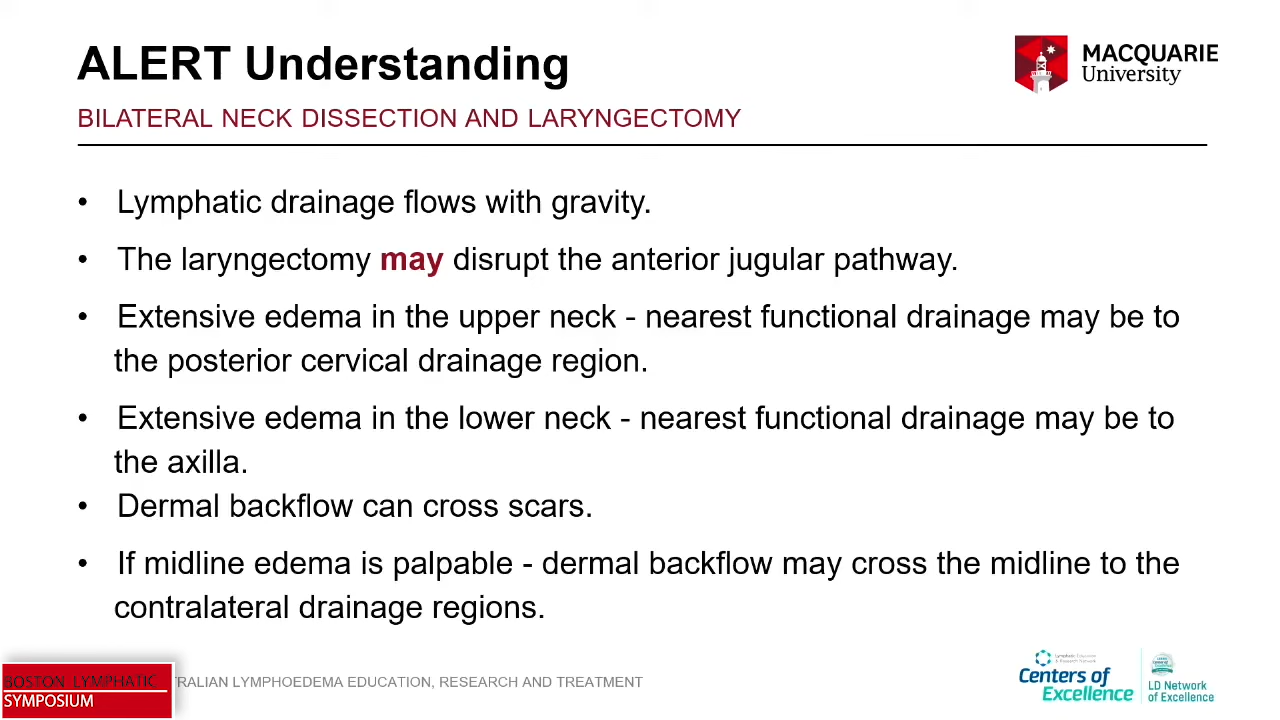 ALERT Understanding
MACQUARIE
University
BILATERAL NECK DISSECTION AND LARYNGECTOMY
• Lymphatic drainage flows with gravity.
• The laryngectomy may disrupt the anterior jugular pathway.
• Extensive edema in the upper neck - nearest functional drainage may be to
the posterior cervical drainage region.
• Extensive edema in the lower neck - nearest functional drainage may be to
the axilla.
• Dermal backflow can cross scars.
• If midline edema is palpable - dermal backflow may cross the midline to the
contralateral drainage regions.
BOSTON LYMPHATIC
SYMPOSIUM
TRALIAN LYMPHOEDEMA EDUCATION, RESEARCH AND TREATMENT
Centers of
Excellence
LD Network
of Excellence